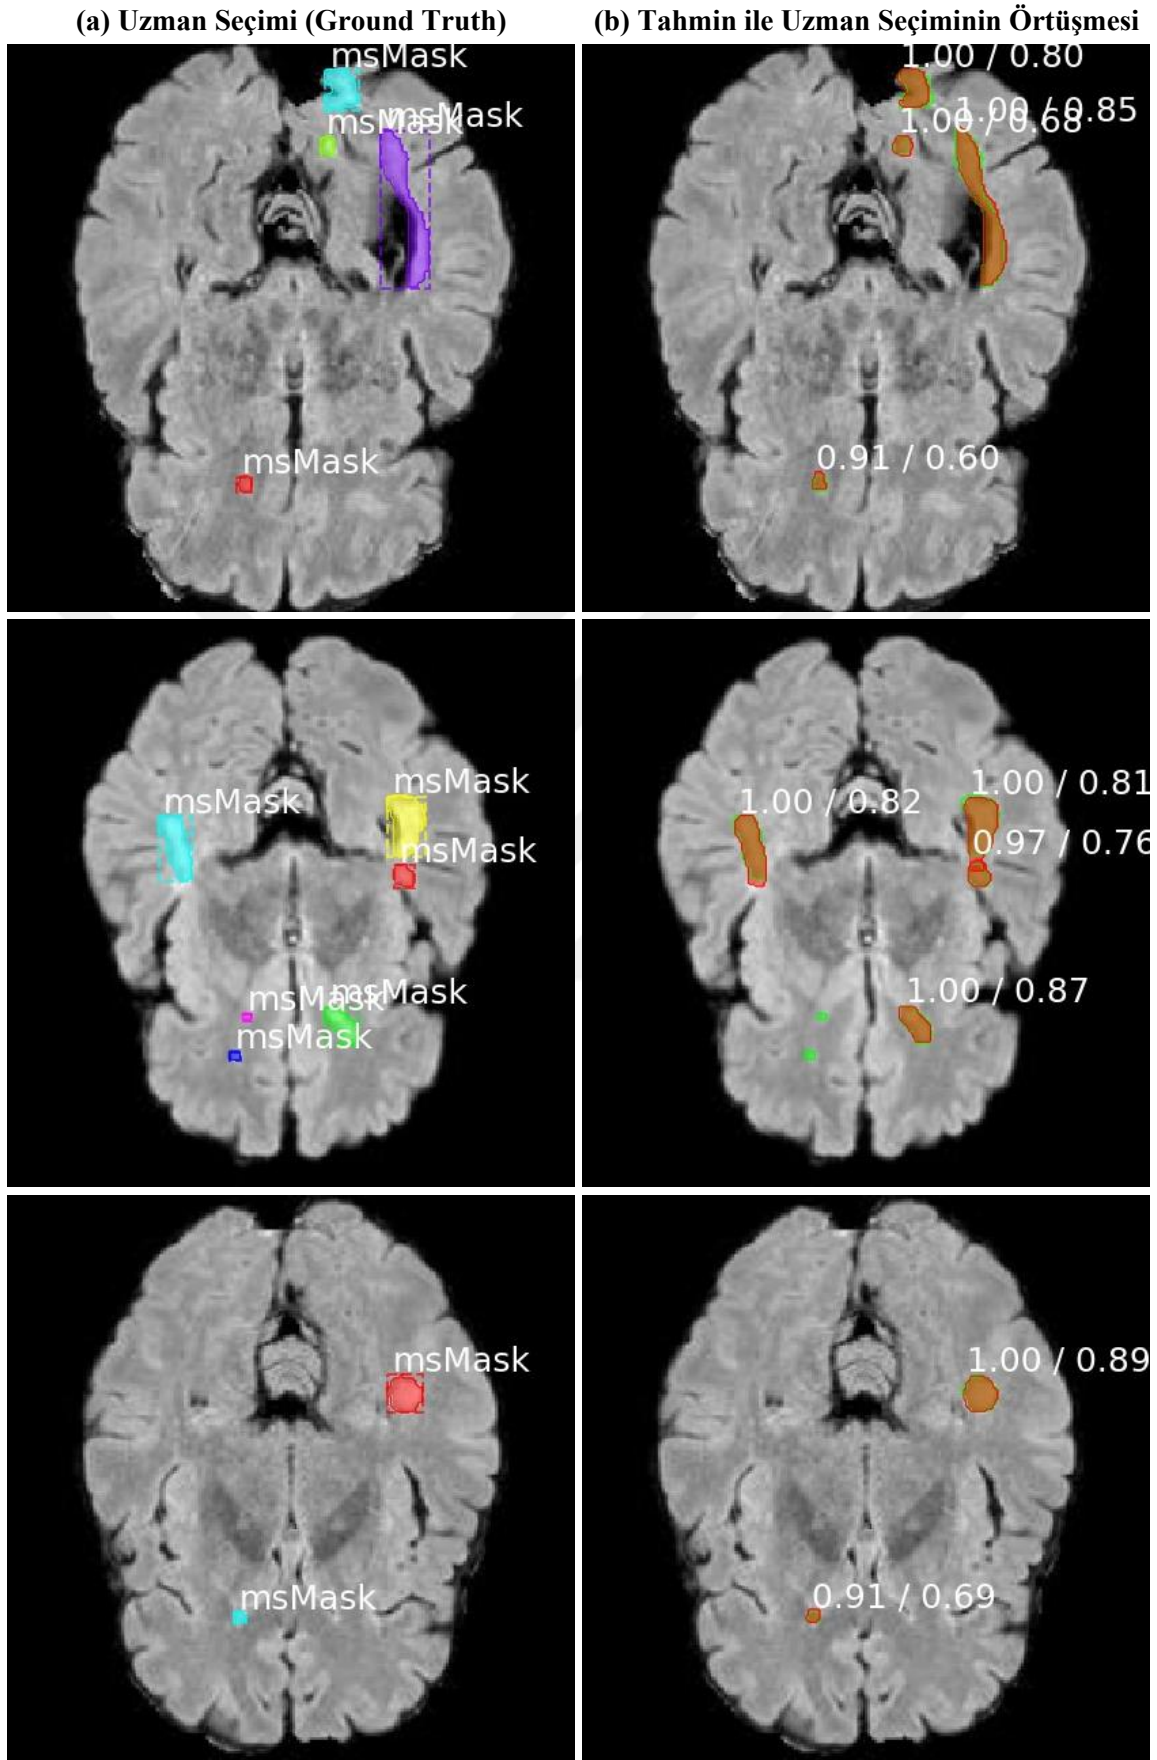 (a) Uzman Seçimi (Ground Truth)
(b) Tahmin ile Uzman Seçiminin Örtüşmesi
msMask
msMask
msMask
msMask
1.00 / 0.80
1.00 / 0.85
1.00 / 0.68
0.91 / 0.60
msMask
msMask
msMask
msMask
msMask
msMask
1.00 / 0.81
1.00 / 0.82
0.97 / 0.76
1.00 / 0.87
msMask
msMask
1.00 / 0.89
0.91 / 0.69